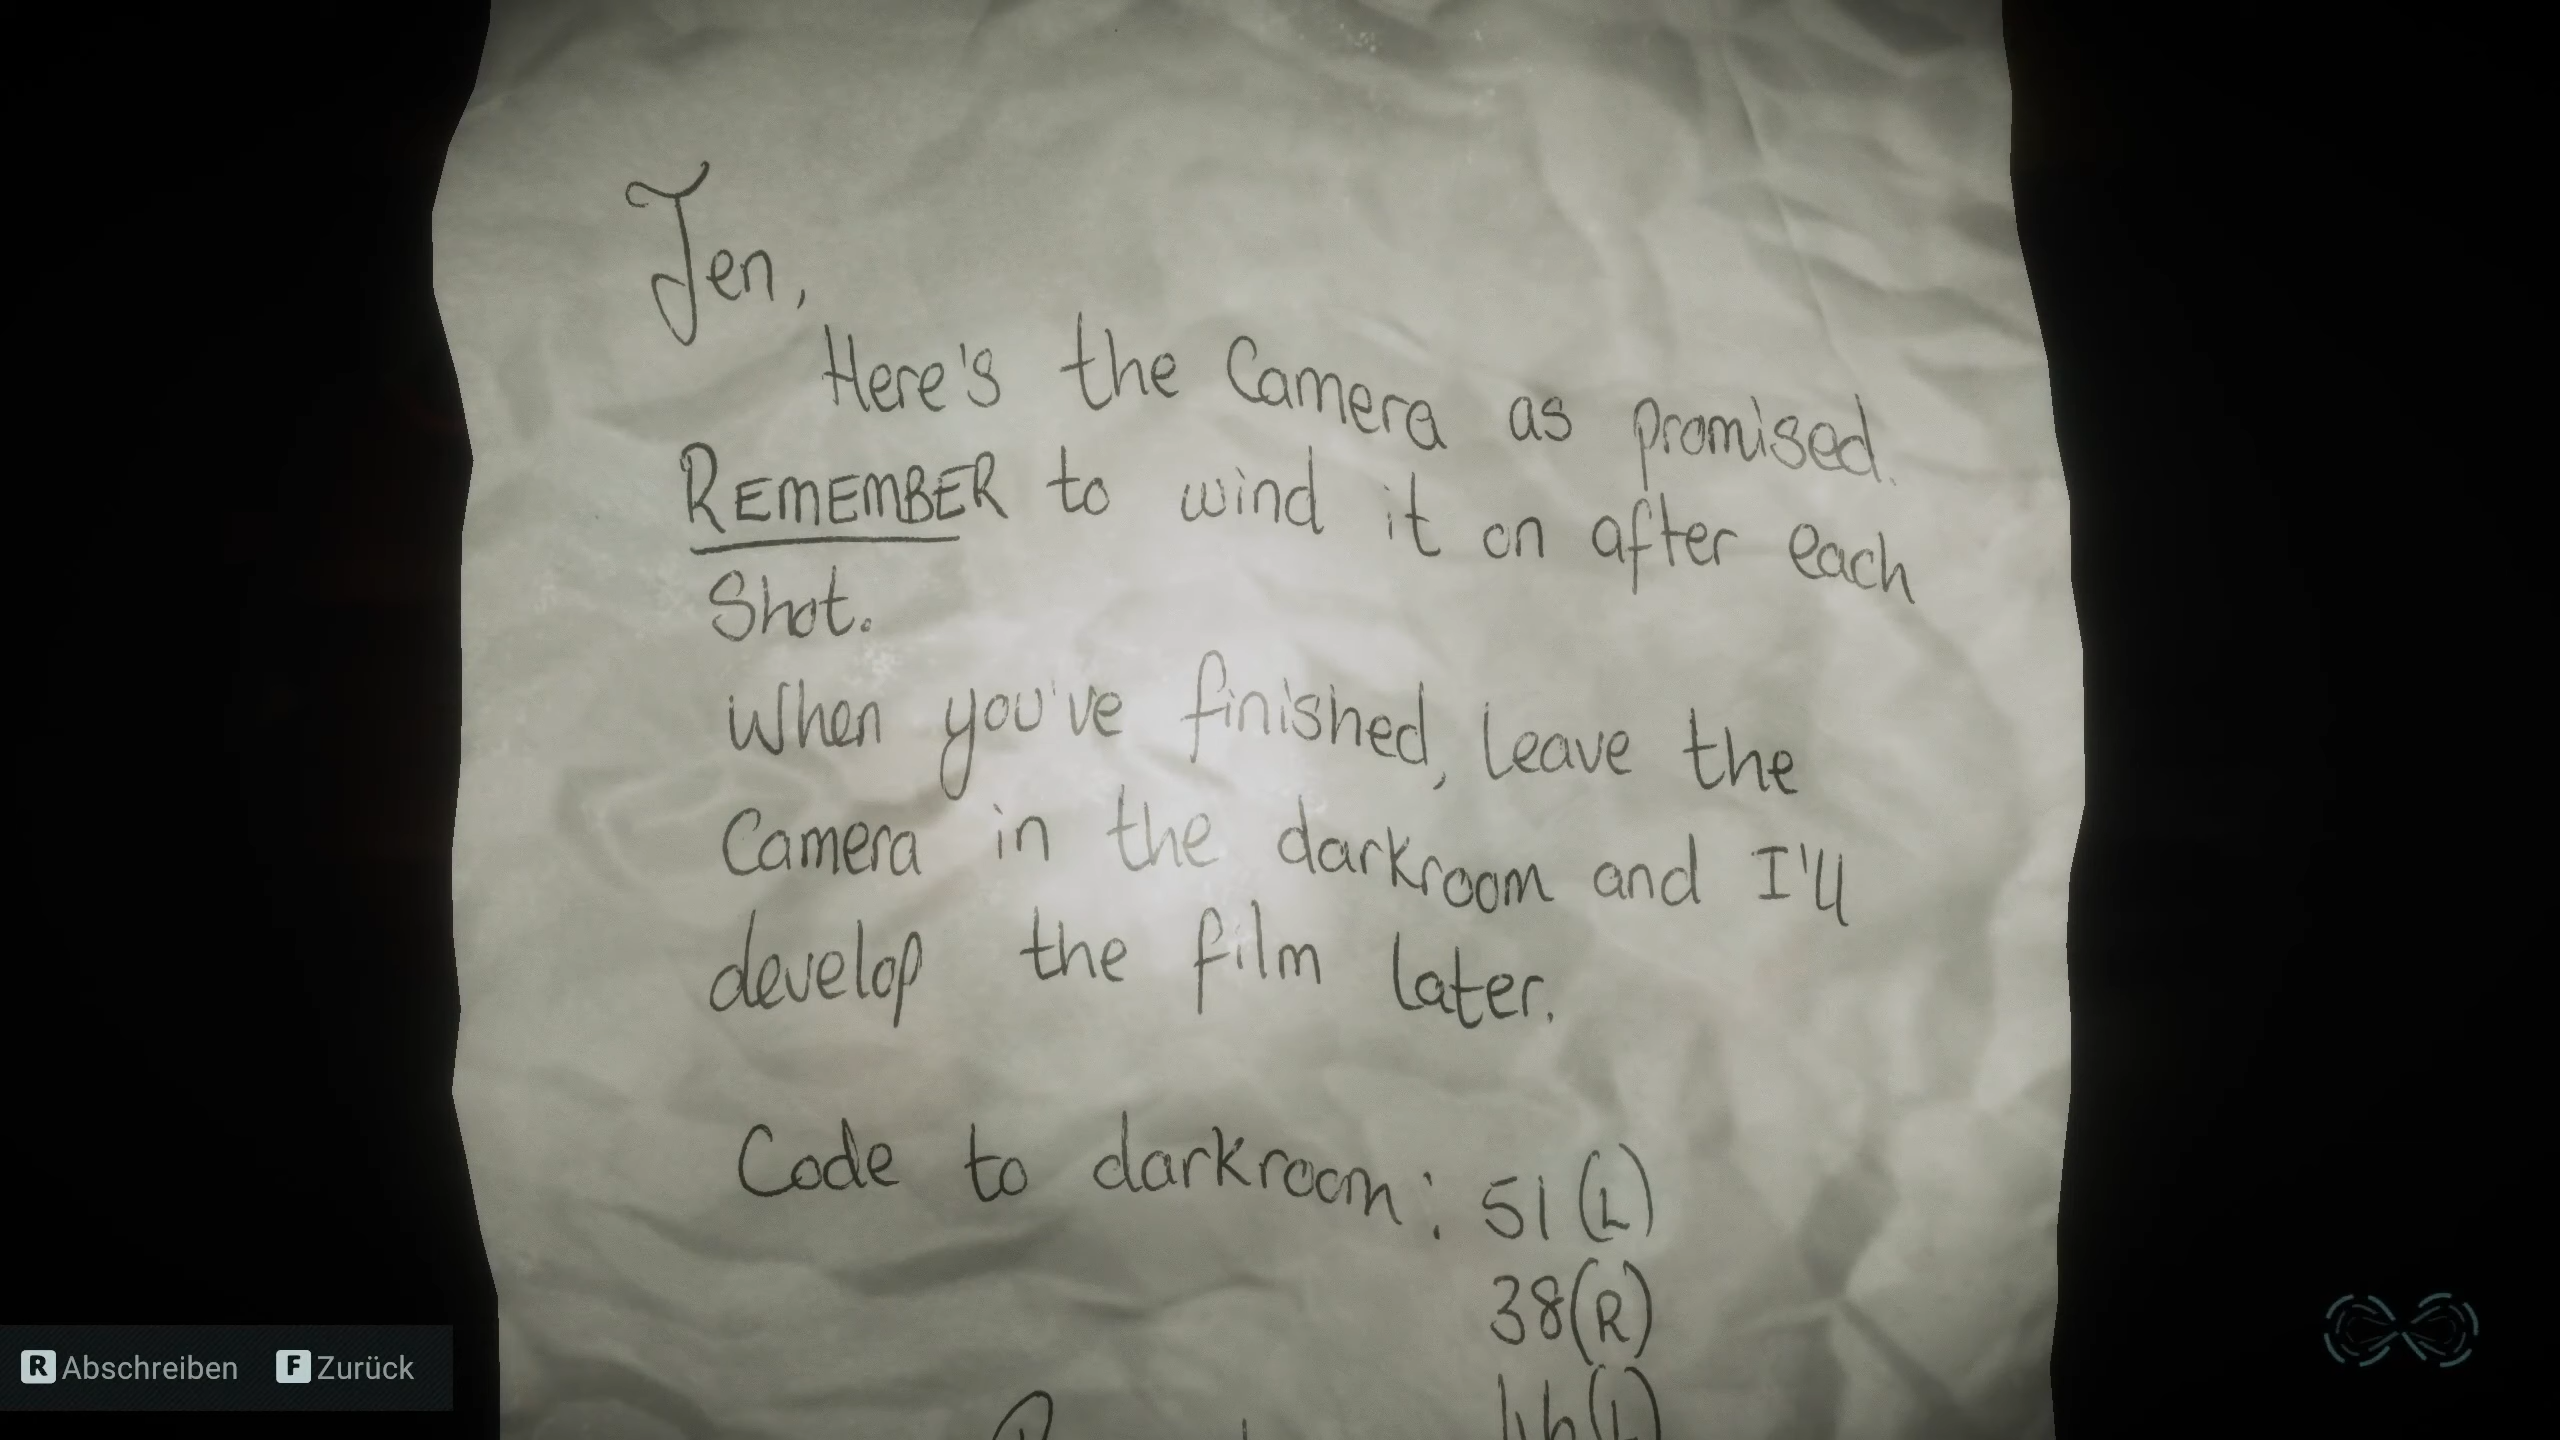 Jen,
Here's the Camera as promised.
REMEMBER to wind it on after each
Shot.
When you've finished, leave the
Camera in the darkroom and I'll
develop the film later.
Code to darkroom: 51 (L)
38 (R)
R Abschreiben F Zurück